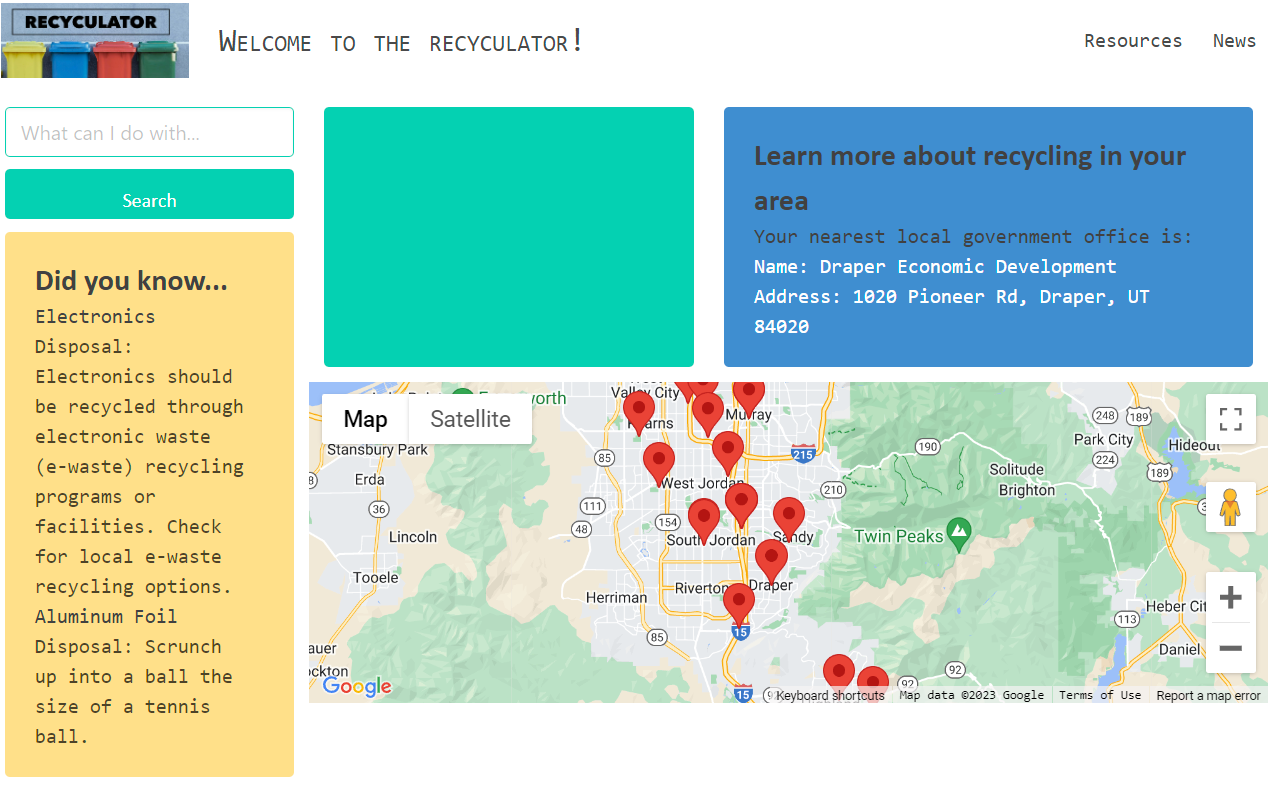 RECYCULATOR
Welcome to the recyculator!
Resources
News
What can I do with...
Search
Did you know...
Electronics
Disposal:
Electronics should
be recycled through
electronic waste
(e-waste) recycling
programs or
facilities. Check
for local e-waste
recycling options.
Aluminum Foil
Disposal: Scrunch
up into a ball the
size of a tennis
ball.
Learn more about recycling in your
area
Your nearest local government office is:
Name: Draper Economic Development
Address: 1020 Pioneer Rd, Draper, UT
84020
Map
Satellite
Valley City
Murray
Stansbury Park
Erda
36
Lincoln
Tooele
85
111
48
154
West Jordan
South Jordan
Sandy
Riverton
Draper
Herriman
85
15
15
215
210
190
Solitude
Brighton
Twin Peaks
Park City
248
189
224
Hideout
189
113
Daniel
92
92
Google
Keyboard shortcuts
Map data ©2023 Google
Terms of Use
Report a map error